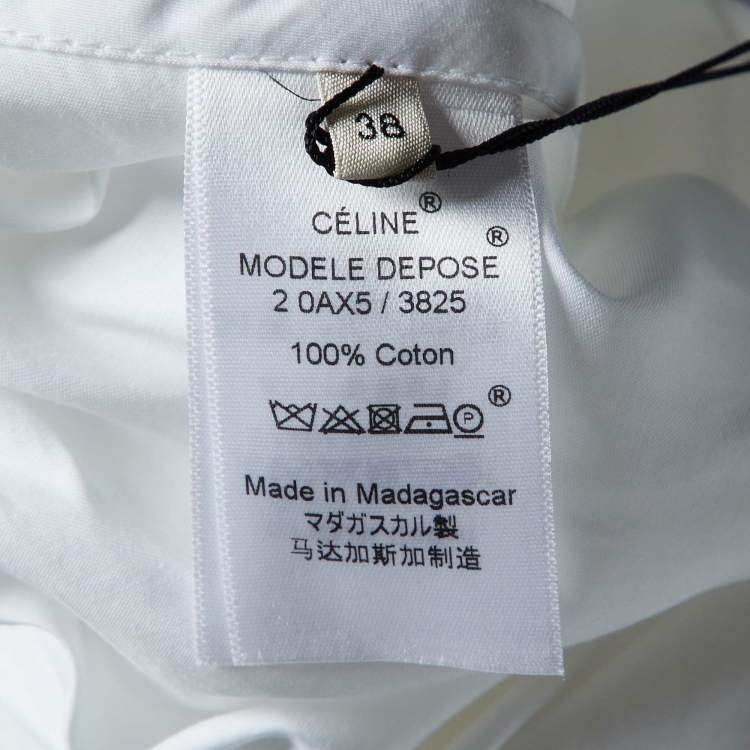 38
CÉLINE®
MODELE DEPOSE®
2 0AX5 / 3825
100% Coton
P ®
Made in Madagascar
マダガスカル製
马达加斯加制造